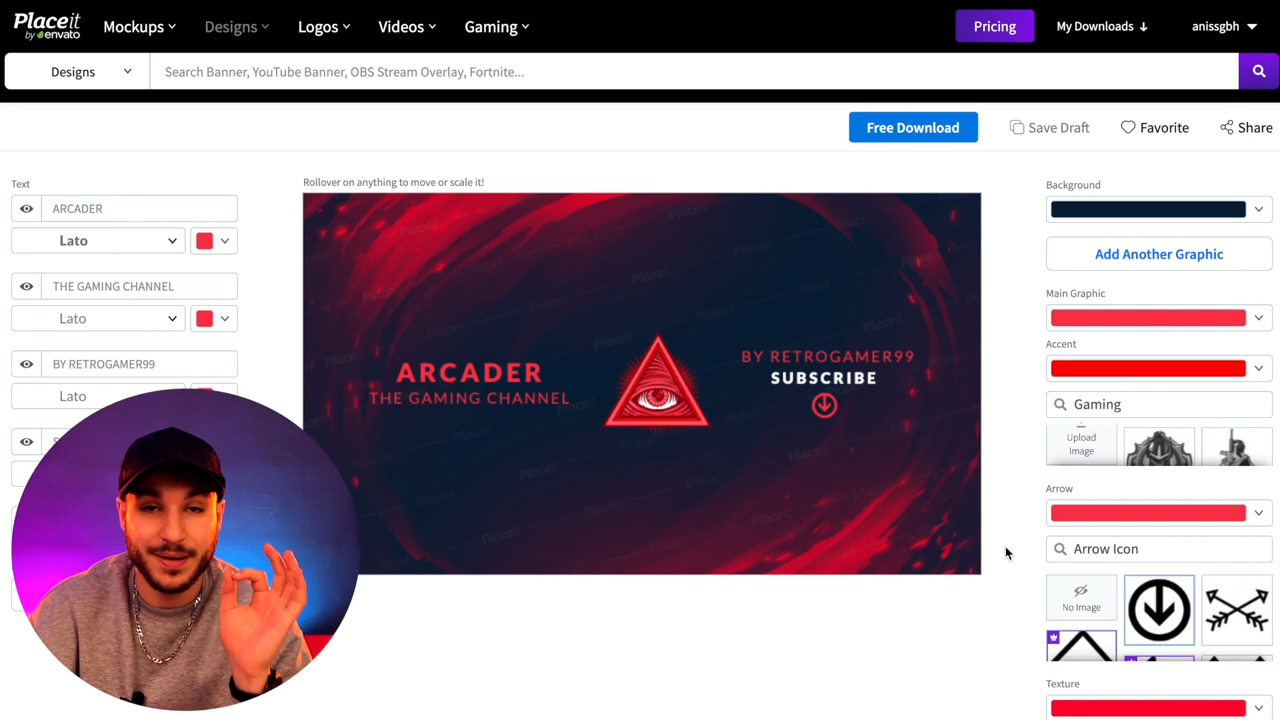 Placeit
by envato
Mockups
Designs
Logos
Videos
Gaming
Pricing
My Downloads
anissgbh
Designs
Search Banner, YouTube Banner, OBS Stream Overlay, Fortnite...
Free Download
Save Draft
Favorite
Share
Text
ARCADER
Lato
THE GAMING CHANNEL
Lato
BY RETROGAMER99
Lato
S
Rollover on anything to move or scale it!
ARCADER
THE GAMING CHANNEL
BY RETROGAMER99
SUBSCRIBE
Placeit
Background
Add Another Graphic
Main Graphic
Accent
Gaming
Upload
Image
Arrow
Arrow Icon
No Image
Texture